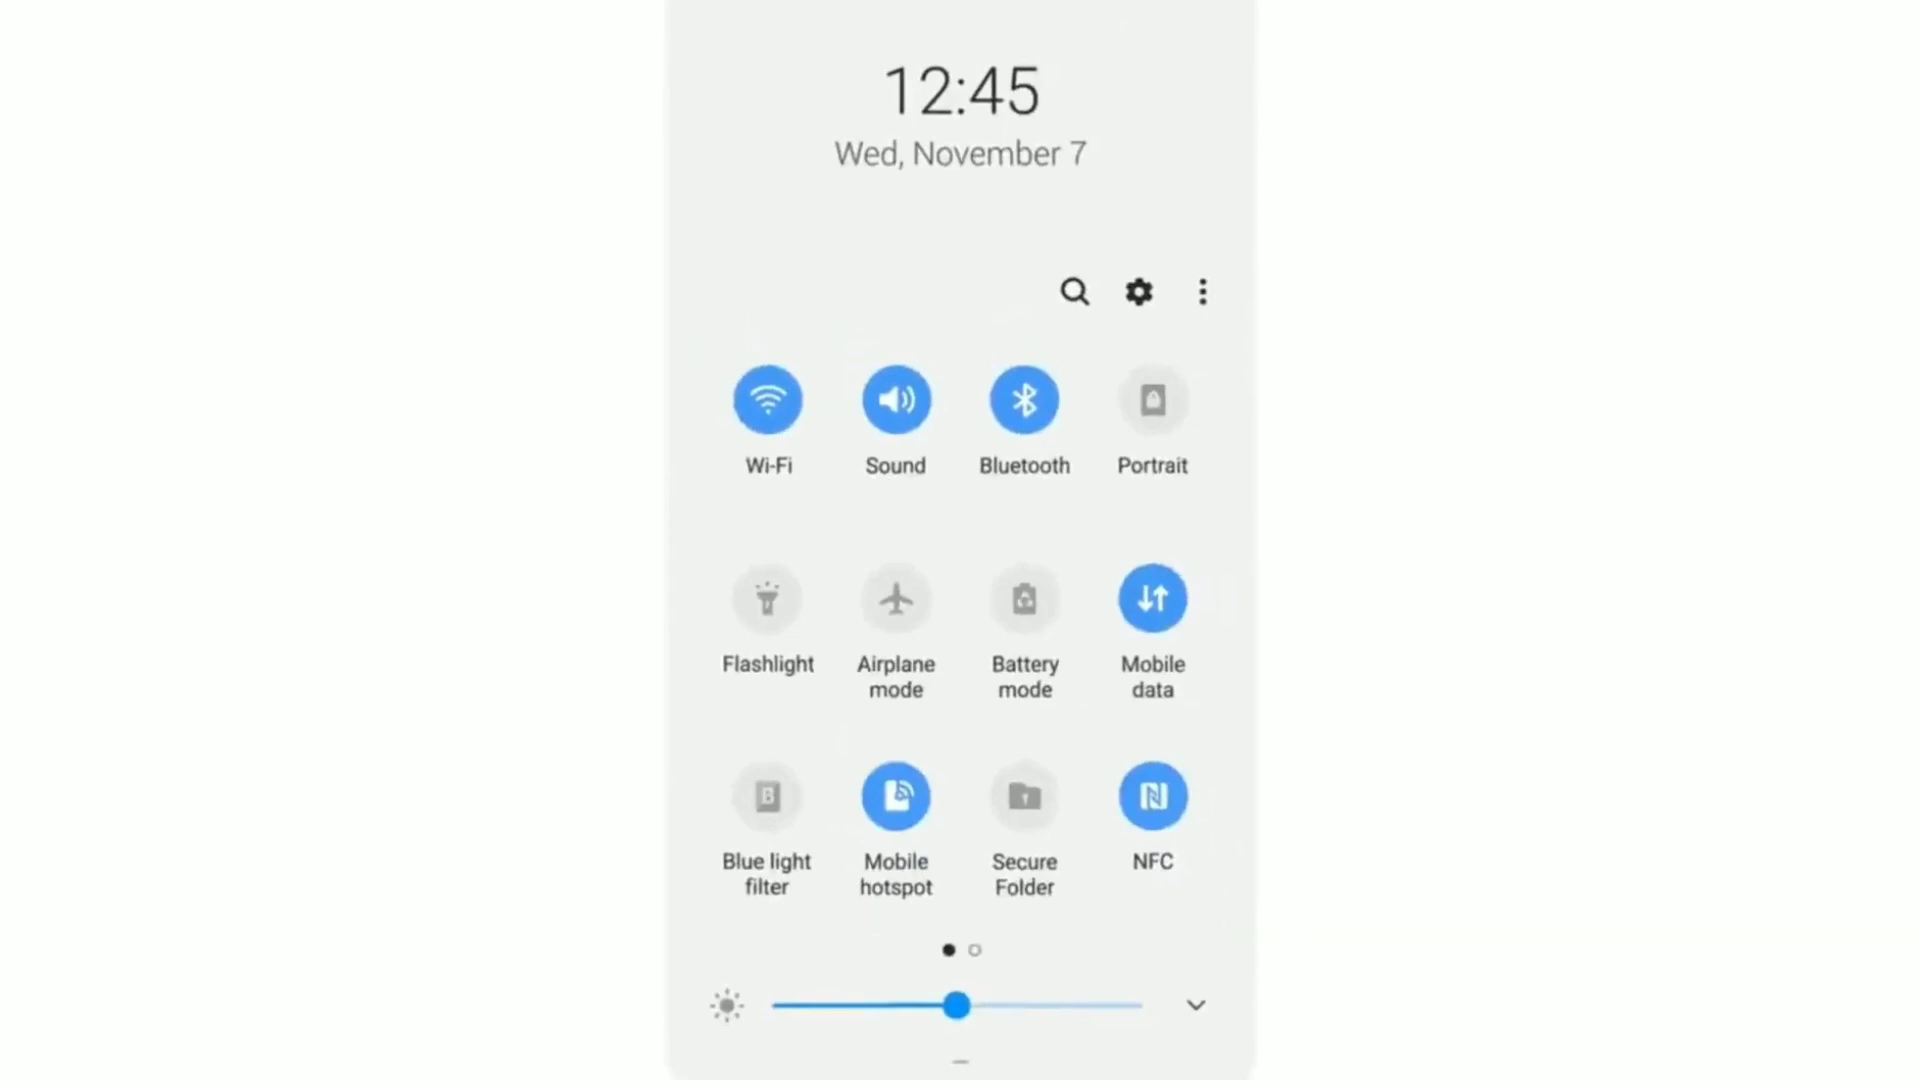 12:45
Wed, November 7
Wi-Fi
Sound
Bluetooth
Portrait
Flashlight
Airplane
mode
Battery
mode
Mobile
data
Blue light
filter
Mobile
hotspot
Secure
Folder
NFC